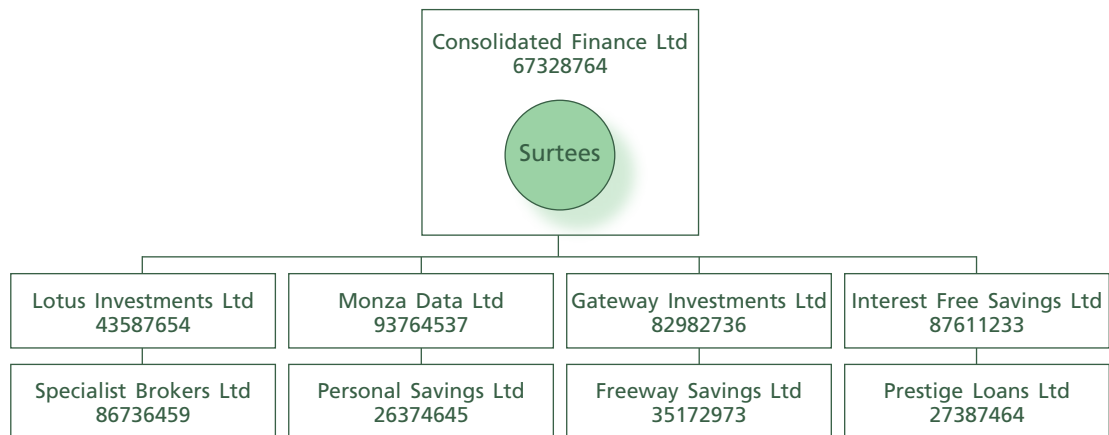 Consolidated Finance Ltd
67328764
Surtees
Lotus Investments Ltd
43587654
Monza Data Ltd
93764537
Gateway Investments Ltd
82982736
Interest Free Savings Ltd
87611233
Specialist Brokers Ltd
86736459
Personal Savings Ltd
26374645
Freeway Savings Ltd
35172973
Prestige Loans Ltd
27387464